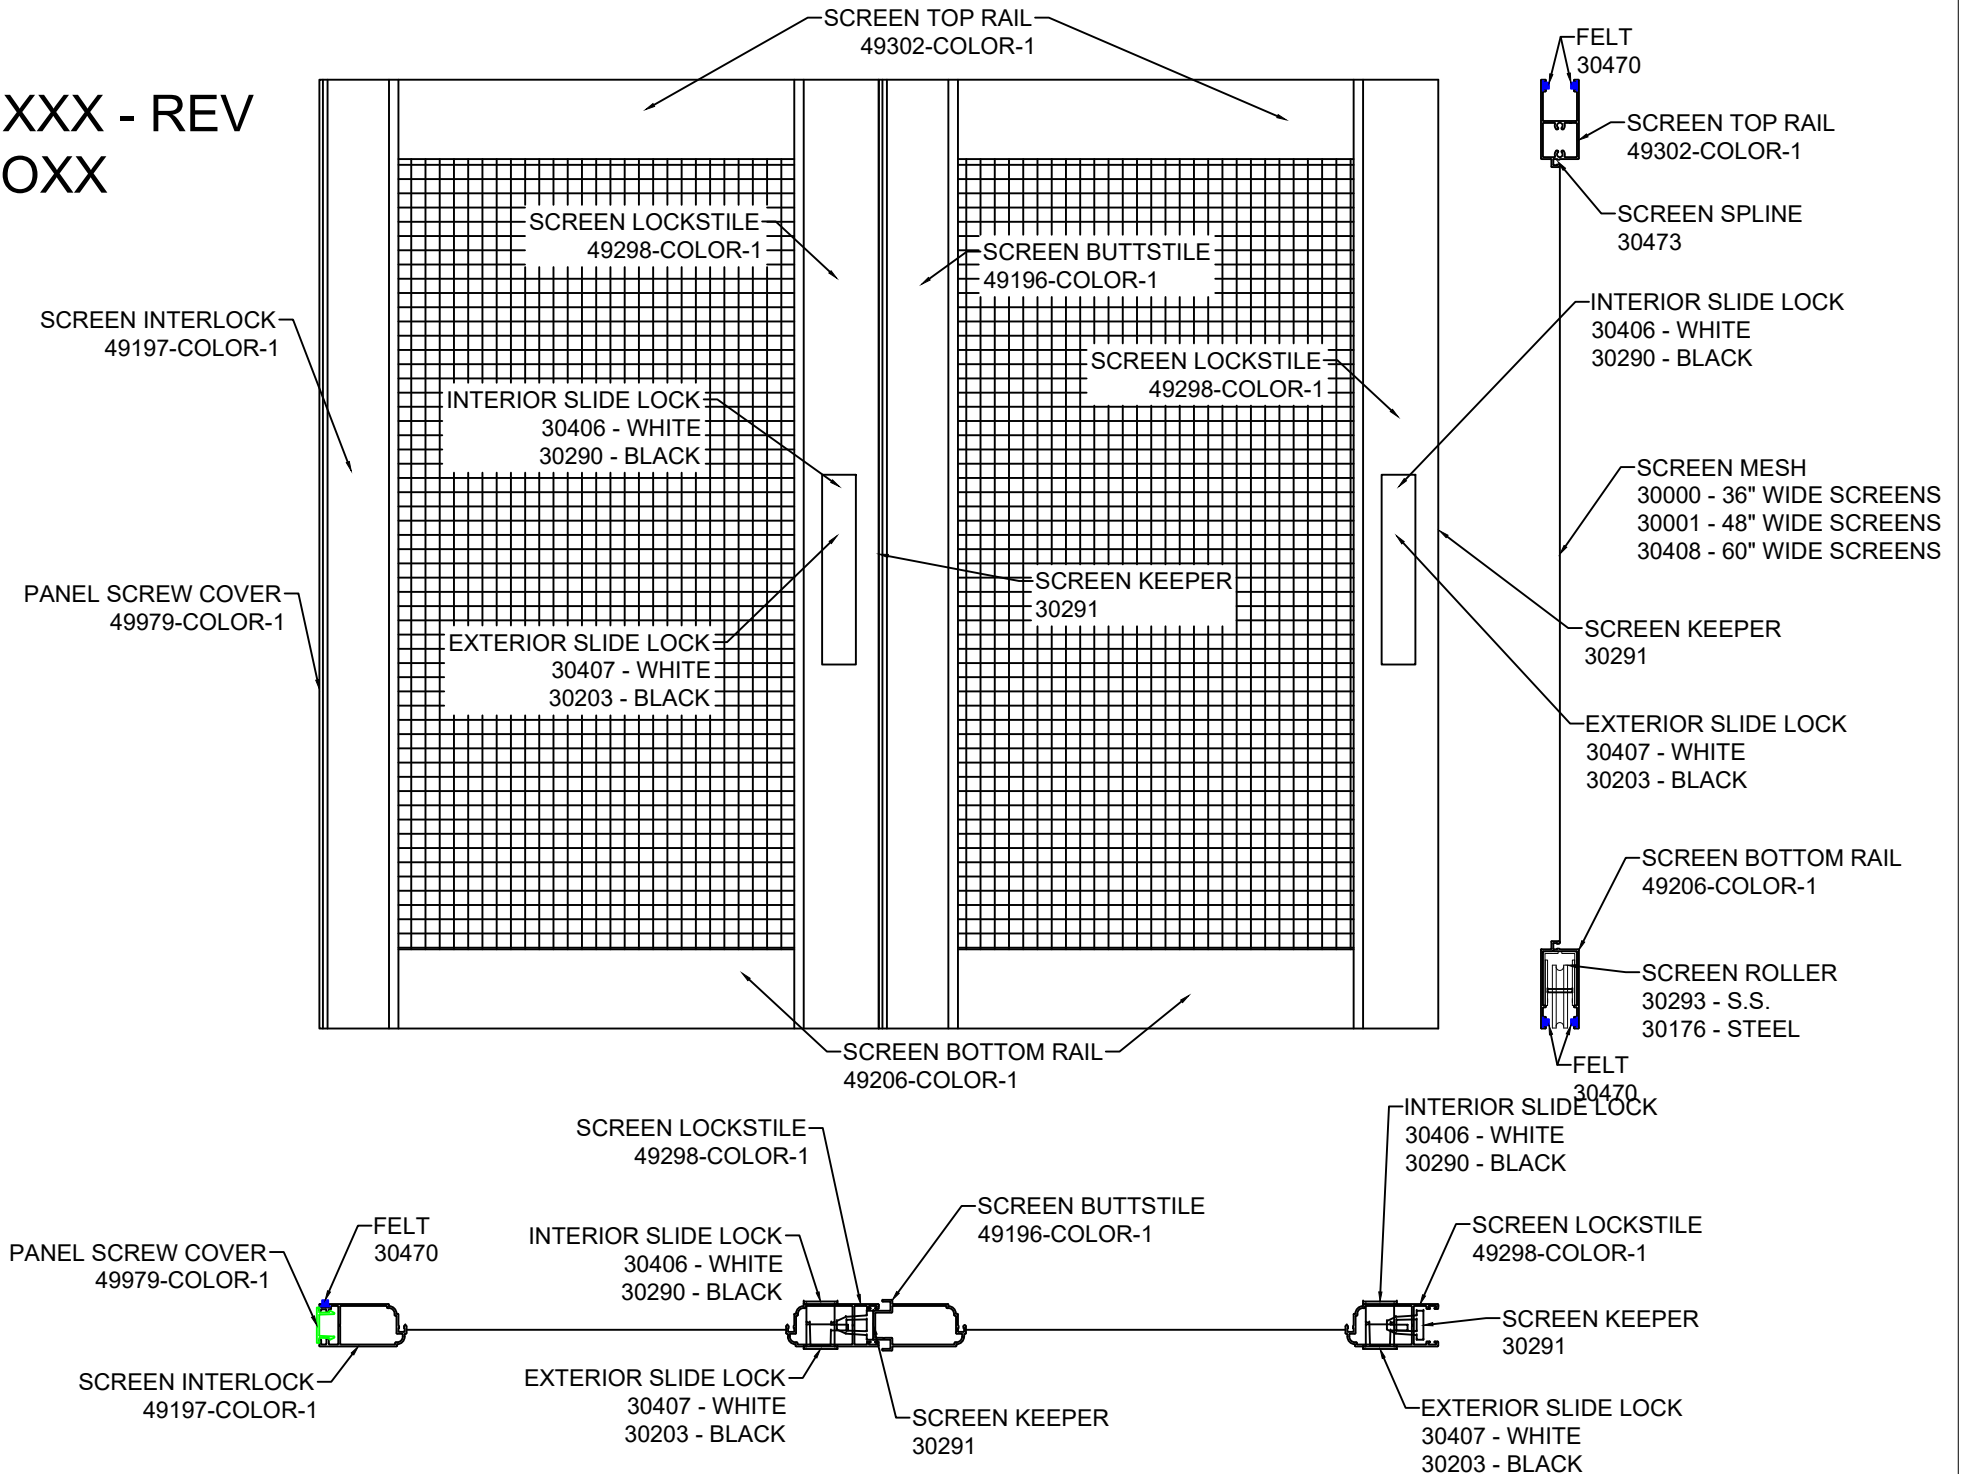 SCREEN TOP RAIL
49302-COLOR-1
FELT
30470
XXX - REV
OXX
SCREEN TOP RAIL
49302-COLOR-1
SCREEN LOCKSTILE
49298-COLOR-1
SCREEN BUTTSTILE
49196-COLOR-1
SCREEN SPLINE
30473
SCREEN INTERLOCK
49197-COLOR-1
INTERIOR SLIDE LOCK
30406 - WHITE
30290 - BLACK
SCREEN LOCKSTILE
49298-COLOR-1
INTERIOR SLIDE LOCK
30406 - WHITE
30290 - BLACK
SCREEN MESH
30000 - 36" WIDE SCREENS
30001 - 48" WIDE SCREENS
30408 - 60" WIDE SCREENS
PANEL SCREW COVER
49979-COLOR-1
SCREEN KEEPER
30291
SCREEN KEEPER
30291
EXTERIOR SLIDE LOCK
30407 - WHITE
30203 - BLACK
EXTERIOR SLIDE LOCK
30407 - WHITE
30203 - BLACK
SCREEN BOTTOM RAIL
49206-COLOR-1
SCREEN ROLLER
30293 - S.S.
30176 - STEEL
SCREEN BOTTOM RAIL
49206-COLOR-1
FELT
30470
SCREEN LOCKSTILE
49298-COLOR-1
INTERIOR SLIDE LOCK
30406 - WHITE
30290 - BLACK
PANEL SCREW COVER
49979-COLOR-1
FELT
30470
INTERIOR SLIDE LOCK
30406 - WHITE
30290 - BLACK
SCREEN BUTTSTILE
49196-COLOR-1
SCREEN LOCKSTILE
49298-COLOR-1
SCREEN KEEPER
30291
SCREEN INTERLOCK
49197-COLOR-1
EXTERIOR SLIDE LOCK
30407 - WHITE
30203 - BLACK
SCREEN KEEPER
30291
EXTERIOR SLIDE LOCK
30407 - WHITE
30203 - BLACK